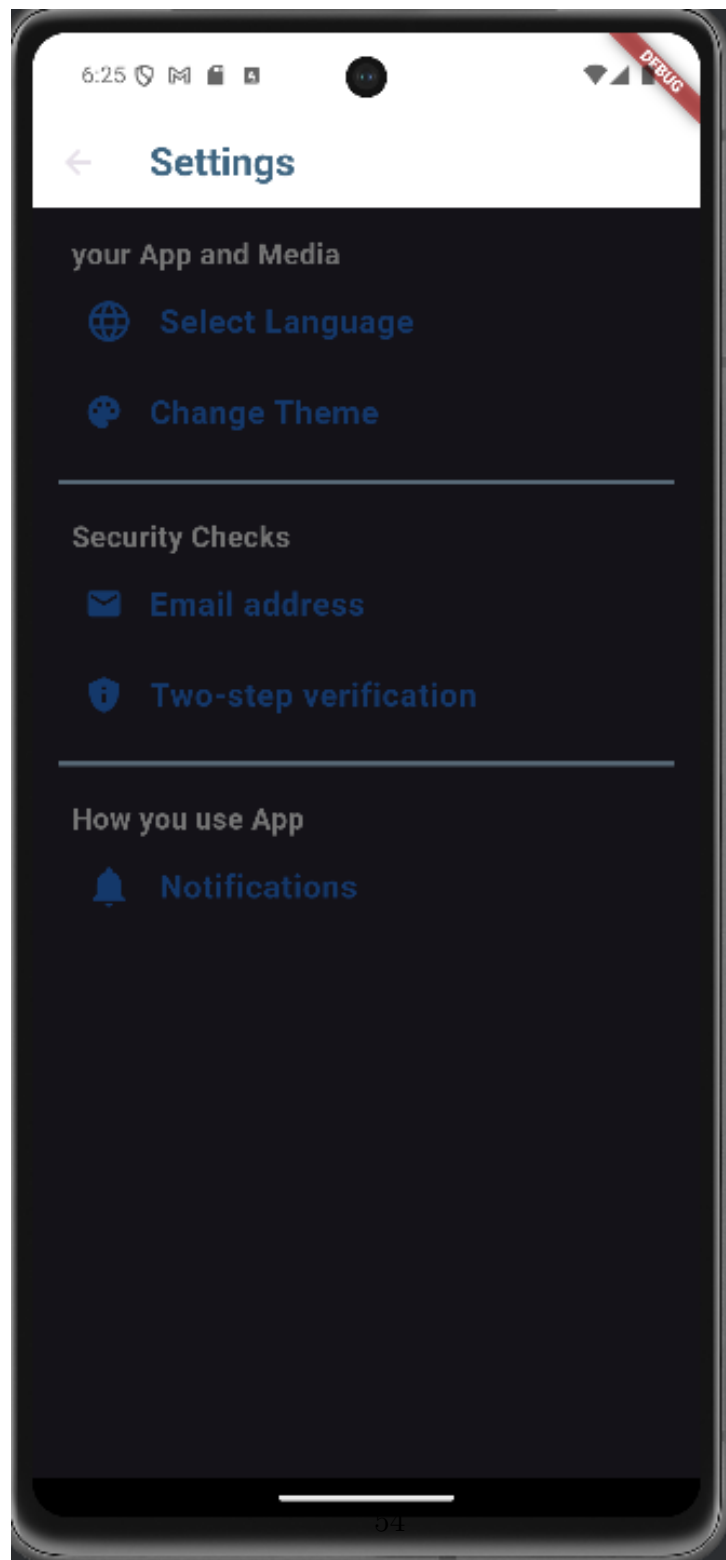 6:25
DEBUG
Settings
your App and Media
Select Language
Change Theme
Security Checks
Email address
Two-step verification
How you use App
Notifications
54